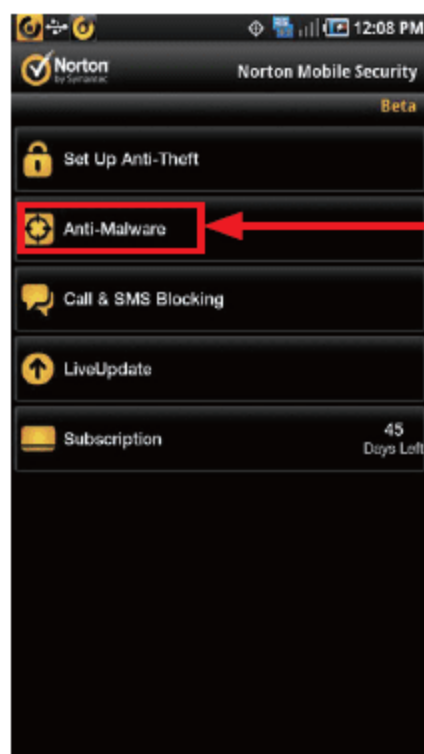 12:08 PM
Norton
by Symantec
Norton Mobile Security
Beta
Set Up Anti-Theft
Anti-Malware
Call & SMS Blocking
LiveUpdate
Subscription
45
Days Left